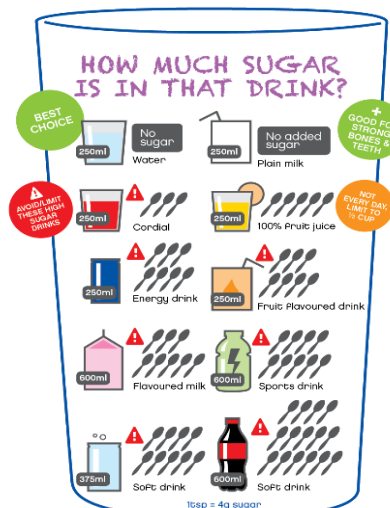 HOW MUCH SUGAR
IS IN THAT DRINK?
BEST
CHOICE
No
sugar
250ml
Water
No added
sugar
250ml
Plain milk
+
GOOD FOR
STRONG
BONES &
TEETH
AVOID/LIMIT
THESE HIGH
SUGAR
DRINKS
250ml
Cordial
250ml
100% Fruit juice
NOT
EVERY DAY,
LIMIT TO
½ CUP
250ml
Energy drink
250ml
Fruit flavoured drink
600ml
Flavoured milk
600ml
Sports drink
375ml
Soft drink
600ml
Soft drink
1tsp = 4g sugar